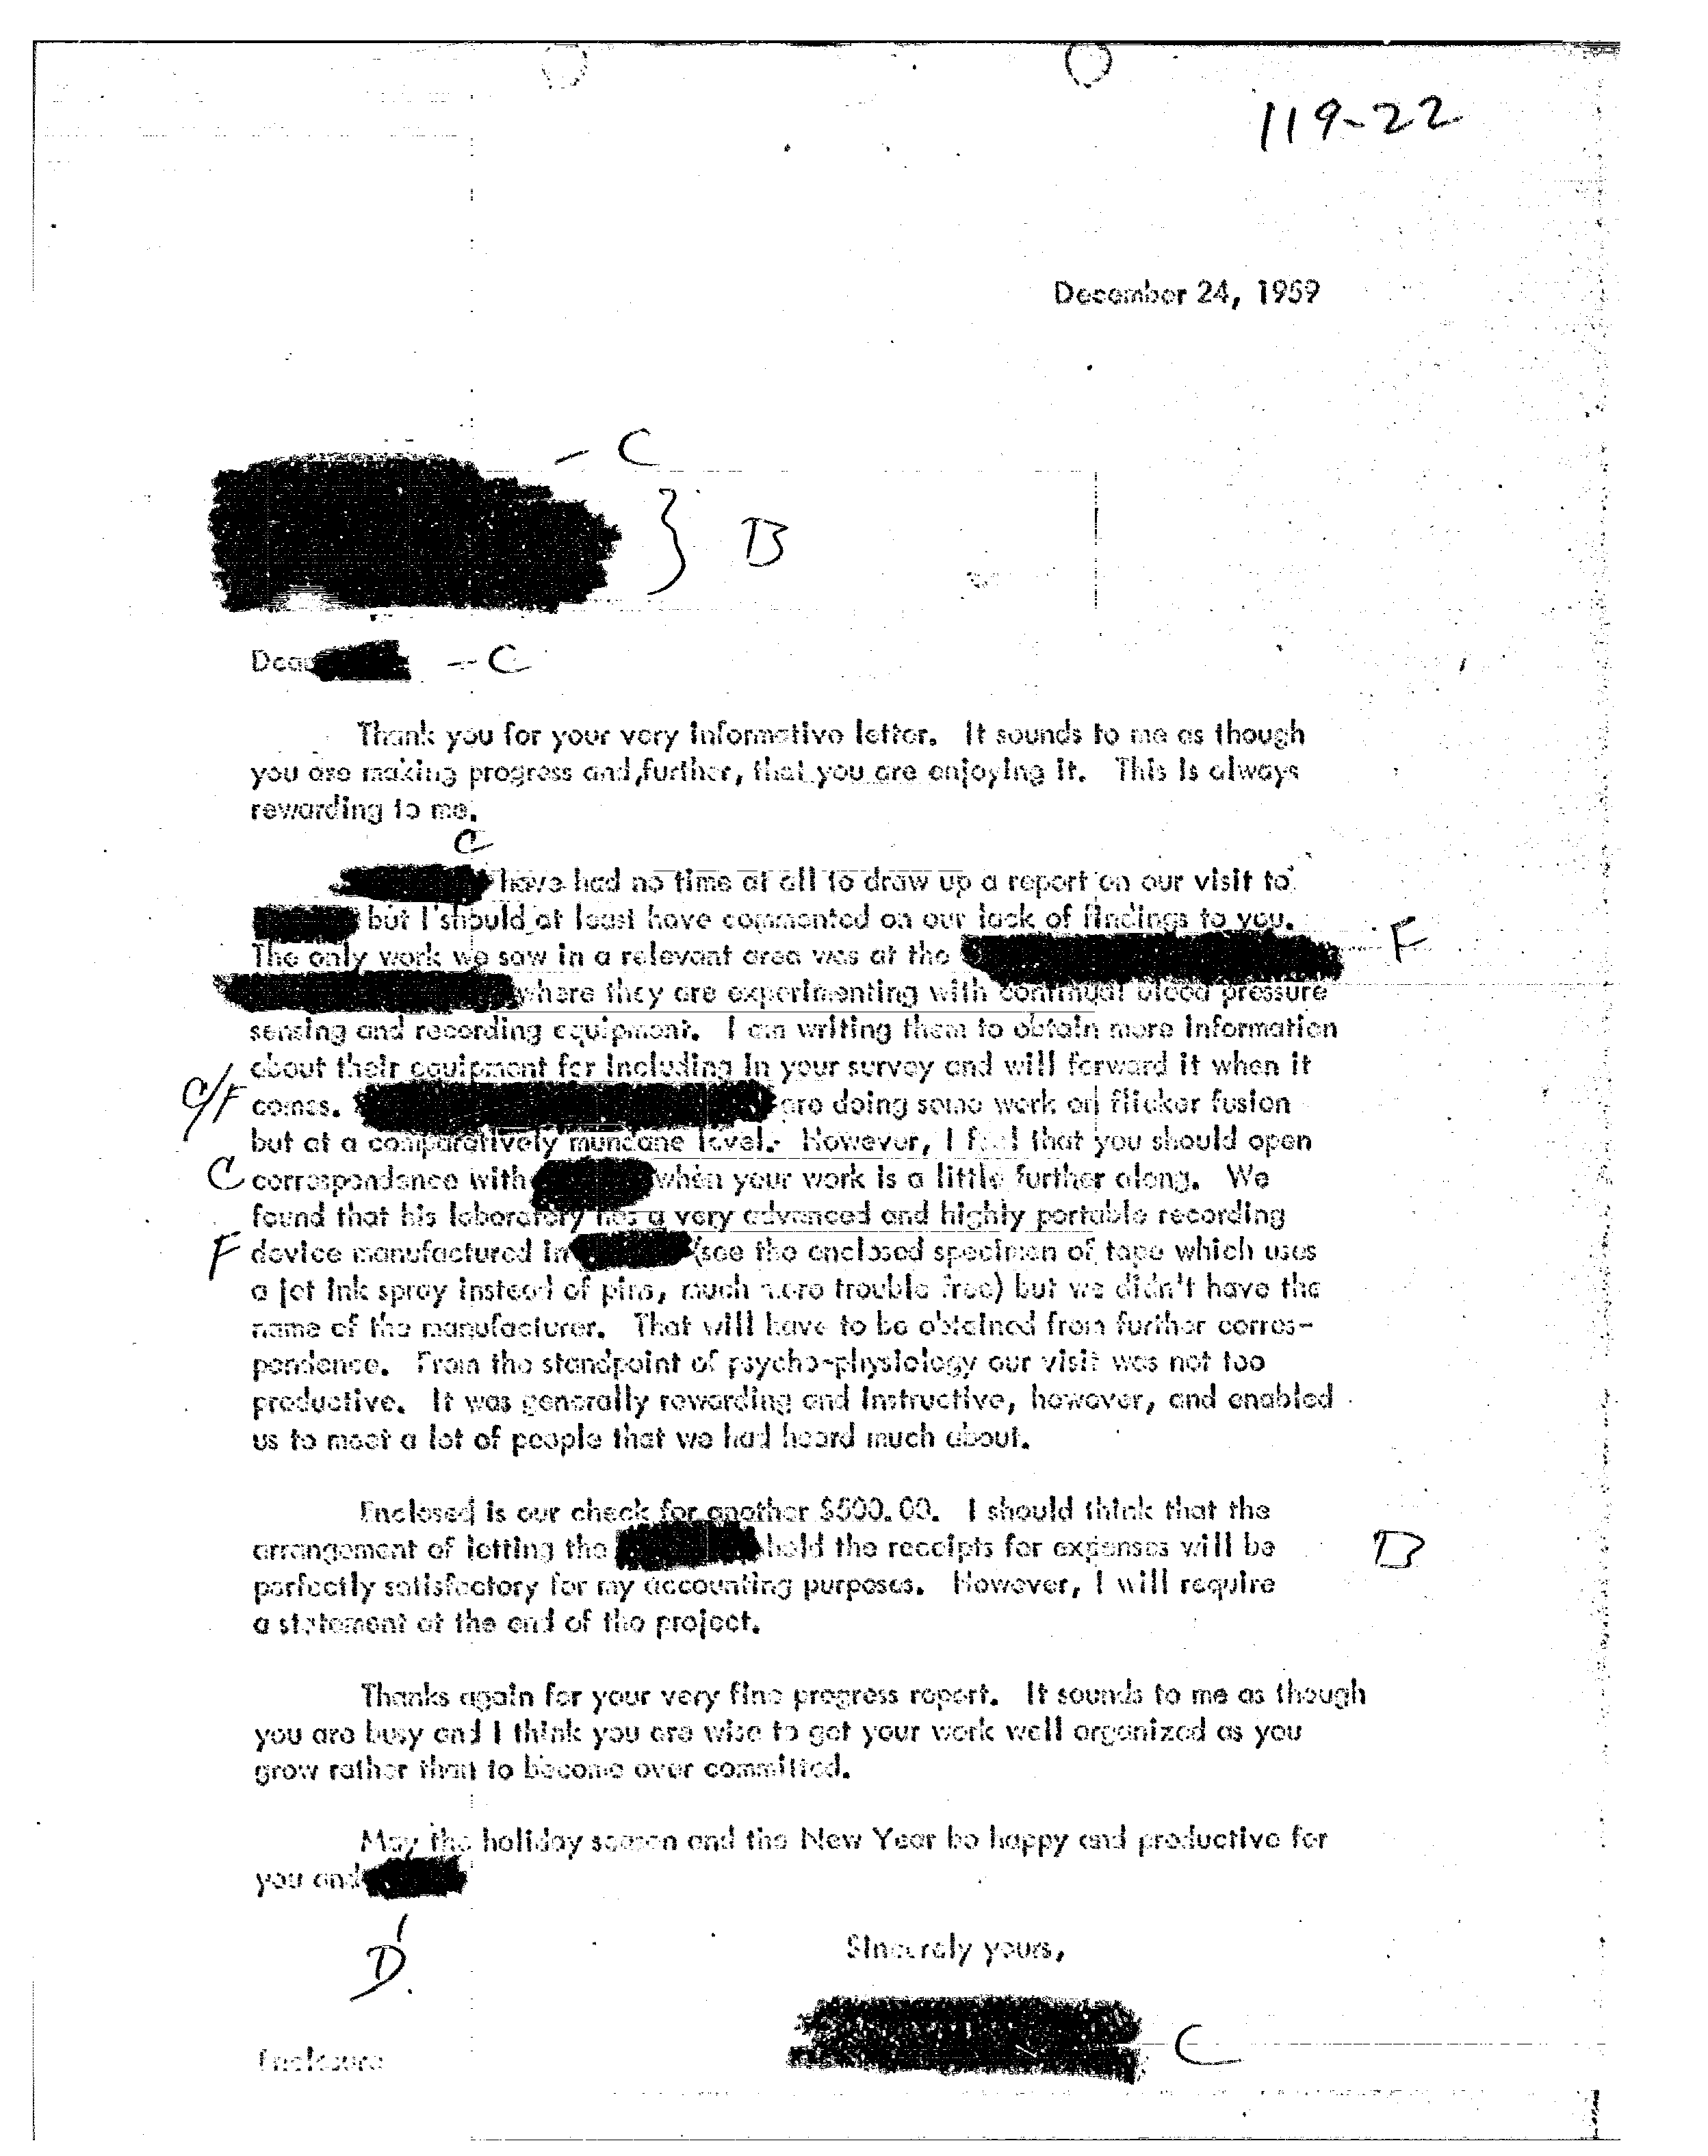 119-22
December 24, 1959
- C
} B
Dear - C
Thank you for your very informative letter. It sounds to me as though
you are making progress and, further, that you are enjoying it. This is always
rewarding to me.
C
have had no time at all to draw up a report on our visit to
but I should at least have commented on our lack of findings to you.
The only work we saw in a relevant area was at the F
where they are experimenting with continual blood pressure
sensing and recording equipment. I am writing them to obtain more information
about their equipment for including in your survey and will forward it when it
C/F comes. are doing some work on flicker fusion
but at a comparatively mundane level. However, I feel that you should open
C correspondence with when your work is a little further along. We
found that his laboratory has a very advanced and highly portable recording
F device manufactured in (see the enclosed specimen of tape which uses
a jet ink spray instead of pins, much more trouble free) but we didn't have the
name of the manufacturer. That will have to be obtained from further corres-
pondence. From the standpoint of psycho-physiology our visit was not too
productive. It was generally rewarding and instructive, however, and enabled
us to meet a lot of people that we had heard much about.
Enclosed is our check for another $500.00. I should think that the
arrangement of letting the hold the receipts for expenses will be B
perfectly satisfactory for my accounting purposes. However, I will require
a statement at the end of the project.
Thanks again for your very fine progress report. It sounds to me as though
you are busy and I think you are wise to get your work well organized as you
grow rather than to become over committed.
May the holiday season and the New Year be happy and productive for
you and
D
Sincerely yours,
C
Enclosure